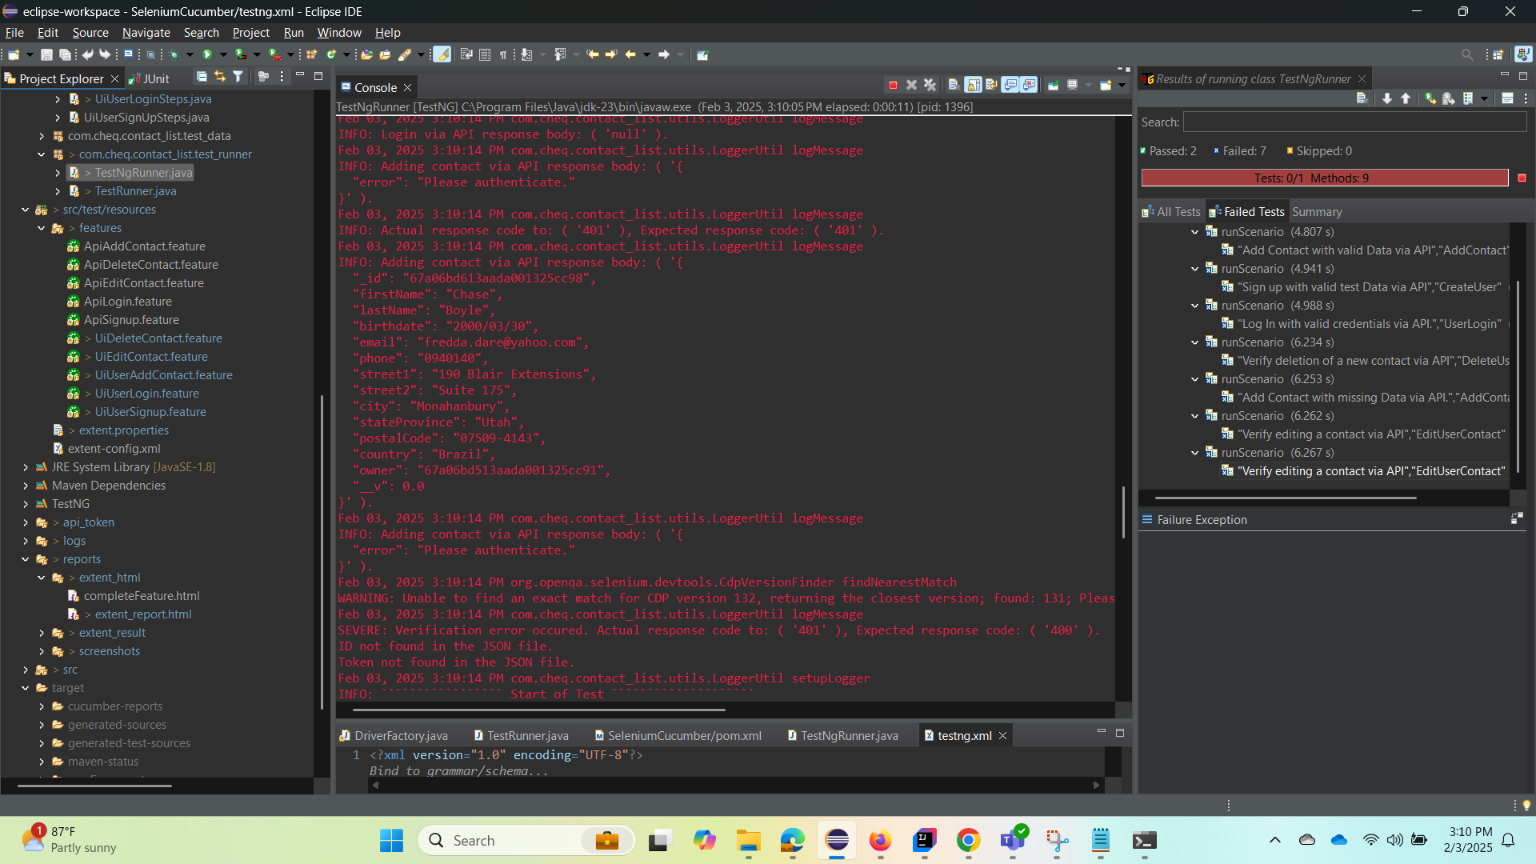 eclipse-workspace - SeleniumCucumber/testng.xml - Eclipse IDE
File Edit Source Navigate Search Project Run Window Help
Project Explorer
JUnit
> UiUserLoginSteps.java
UiUserSignUpSteps.java
com.cheq.contact_list.test_data
> com.cheq.contact_list.test_runner
> TestNgRunner.java
> TestRunner.java
> src/test/resources
> features
ApiAddContact.feature
ApiDeleteContact.feature
ApiEditContact.feature
ApiLogin.feature
ApiSignup.feature
> UiDeleteContact.feature
> UiEditContact.feature
> UiUserAddContact.feature
> UiUserLogin.feature
> UiUserSignup.feature
> extent.properties
extent-config.xml
JRE System Library [JavaSE-1.8]
Maven Dependencies
TestNG
> api_token
> logs
> reports
> extent_html
completeFeature.html
> extent_report.html
> extent_result
> screenshots
> src
target
cucumber-reports
generated-sources
generated-test-sources
maven-status
Console
TestNgRunner [TestNG] C:\Program Files\Java\jdk-23\bin\javaw.exe (Feb 3, 2025, 3:10:05 PM elapsed: 0:00:11) [pid: 1396]
Feb 03, 2025 3:10:14 PM com.cheq.contact_list.utils.LoggerUtil logMessage
INFO: Login via API response body: ( 'null' ).
Feb 03, 2025 3:10:14 PM com.cheq.contact_list.utils.LoggerUtil logMessage
INFO: Adding contact via API response body: ( '{
"error": "Please authenticate."
}' ).
Feb 03, 2025 3:10:14 PM com.cheq.contact_list.utils.LoggerUtil logMessage
INFO: Actual response code to: ( '401' ), Expected response code: ( '401' ).
Feb 03, 2025 3:10:14 PM com.cheq.contact_list.utils.LoggerUtil logMessage
INFO: Adding contact via API response body: ( '{
"_id": "67a06bd613aada001325cc98",
"firstName": "Chase",
"lastName": "Boyle",
"birthdate": "2000/03/30",
"email": "fredda.dare@yahoo.com",
"phone": "0940140",
"street1": "190 Blair Extensions",
"street2": "Suite 175",
"city": "Monahanbury",
"stateProvince": "Utah",
"postalCode": "07509-4143",
"country": "Brazil",
"owner": "67a06bd513aada001325cc91",
"__v": 0.0
}' ).
Feb 03, 2025 3:10:14 PM com.cheq.contact_list.utils.LoggerUtil logMessage
INFO: Adding contact via API response body: ( '{
"error": "Please authenticate."
}' ).
Feb 03, 2025 3:10:14 PM org.openqa.selenium.devtools.CdpVersionFinder findNearestMatch
WARNING: Unable to find an exact match for CDP version 132, returning the closest version; found: 131; Pleas
Feb 03, 2025 3:10:14 PM com.cheq.contact_list.utils.LoggerUtil logMessage
SEVERE: Verification error occured. Actual response code to: ( '401' ), Expected response code: ( '400' ).
ID not found in the JSON file.
Token not found in the JSON file.
Feb 03, 2025 3:10:14 PM com.cheq.contact_list.utils.LoggerUtil setupLogger
INFO: ````````````````` Start of Test ````````````````````
DriverFactory.java TestRunner.java SeleniumCucumber/pom.xml TestNgRunner.java testng.xml
1 <?xml version="1.0" encoding="UTF-8"?>
Bind to grammar/schema...
Results of running class TestNgRunner
Search:
Passed: 2 Failed: 7 Skipped: 0
Tests: 0/1 Methods: 9
All Tests Failed Tests Summary
runScenario (4.807 s)
"Add Contact with valid Data via API","AddContact"
runScenario (4.941 s)
"Sign up with valid test Data via API","CreateUser"
runScenario (4.988 s)
"Log In with valid credentials via API.","UserLogin"
runScenario (6.234 s)
"Verify deletion of a new contact via API","DeleteUs
runScenario (6.253 s)
"Add Contact with missing Data via API.","AddConta
runScenario (6.262 s)
"Verify editing a contact via API","EditUserContact"
runScenario (6.267 s)
"Verify editing a contact via API","EditUserContact"
Failure Exception
1
87°F
Partly sunny
Search
3:10 PM
2/3/2025